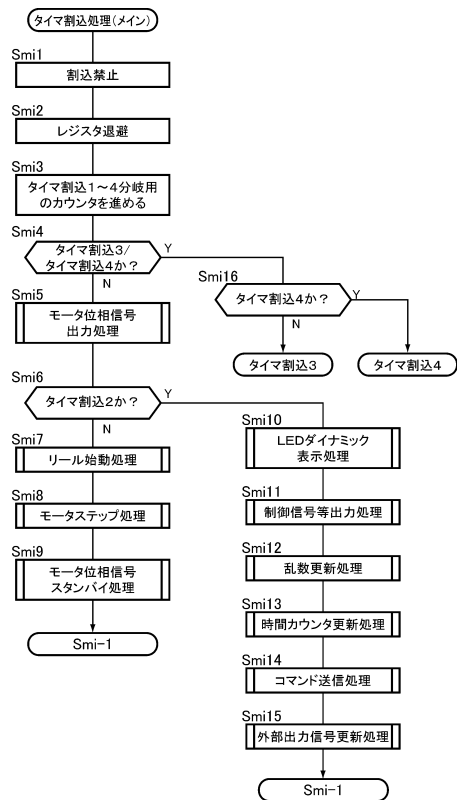 タイマ割込処理(メイン)
Smi1
割込禁止
Smi2
レジスタ退避
Smi3
タイマ割込1～4分岐用
のカウンタを進める
Smi4
タイマ割込3/
タイマ割込4か?
Y
N
Smi16
タイマ割込4か?
Y
N
タイマ割込3
タイマ割込4
Smi5
モータ位相信号
出力処理
Smi6
タイマ割込2か?
Y
N
Smi7
リール始動処理
Smi8
モータステップ処理
Smi9
モータ位相信号
スタンバイ処理
Smi-1
Smi10
LEDダイナミック
表示処理
Smi11
制御信号等出力処理
Smi12
乱数更新処理
Smi13
時間カウンタ更新処理
Smi14
コマンド送信処理
Smi15
外部出力信号更新処理
Smi-1